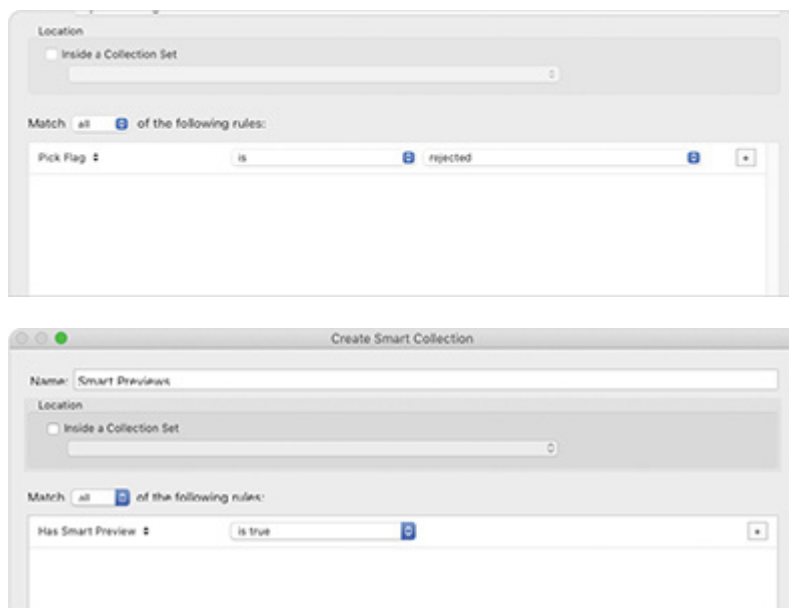 Location
Inside a Collection Set
Match all of the following rules:
Pick Flag is rejected +
Create Smart Collection
Name: Smart Previews
Location
Inside a Collection Set
Match all of the following rules:
Has Smart Preview is true +